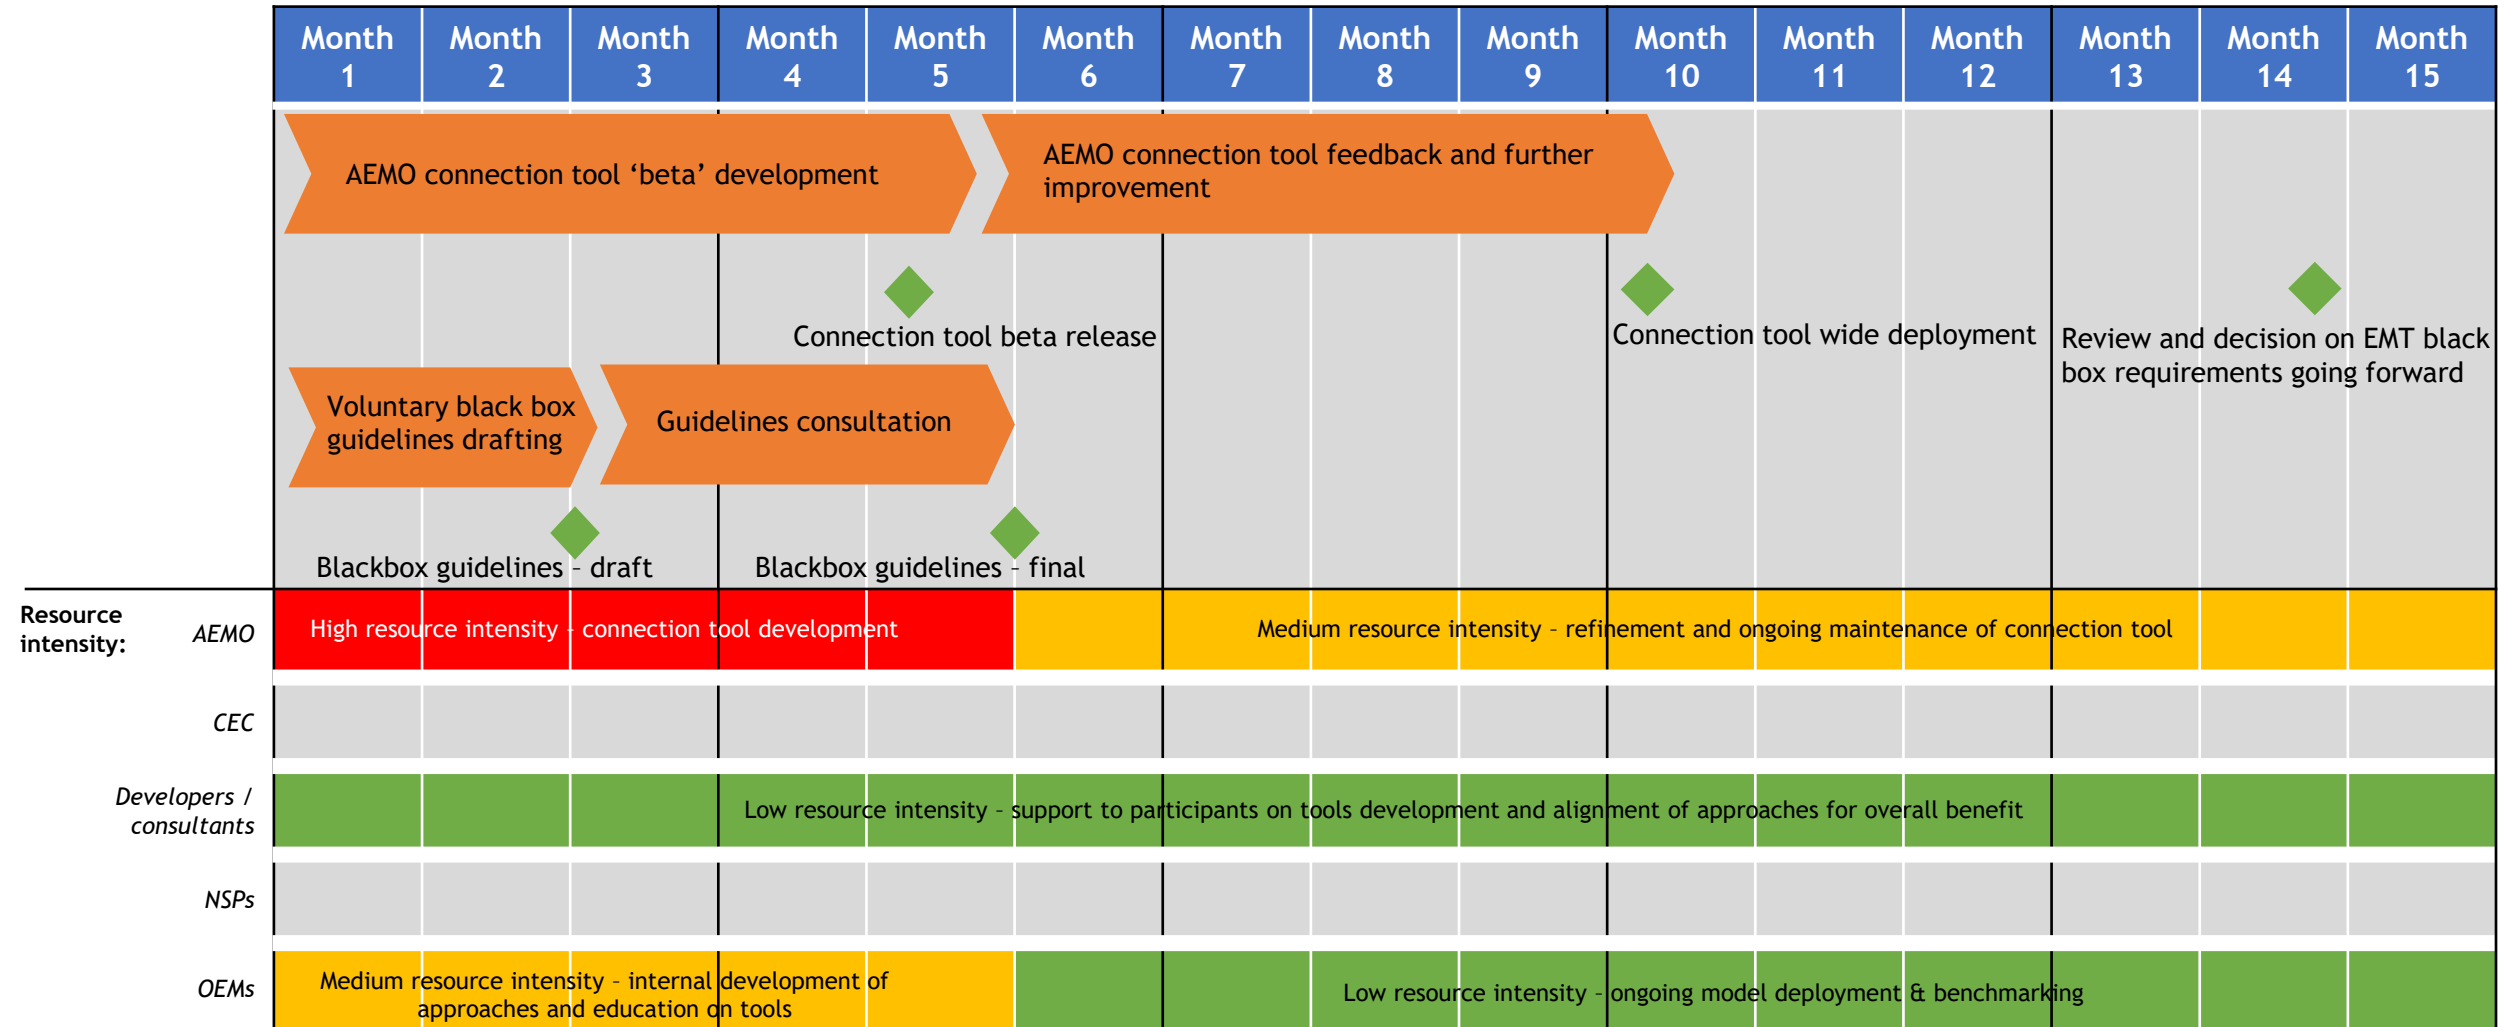 Month Month Month Month Month Month Month Month Month Month Month Month Month Month Month
1 2 3 4 5 6 7 8 9 10 11 12 13 14 15
AEMO connection tool ‘beta’ development
AEMO connection tool feedback and further
improvement
Connection tool beta release
Connection tool wide deployment
Review and decision on EMT black
box requirements going forward
Voluntary black box
guidelines drafting
Guidelines consultation
Blackbox guidelines – draft
Blackbox guidelines – final
Resource
intensity:
AEMO
High resource intensity – connection tool development
Medium resource intensity – refinement and ongoing maintenance of connection tool
CEC
Developers /
consultants
Low resource intensity – support to participants on tools development and alignment of approaches for overall benefit
NSPs
OEMs
Medium resource intensity – internal development of
approaches and education on tools
Low resource intensity – ongoing model deployment & benchmarking